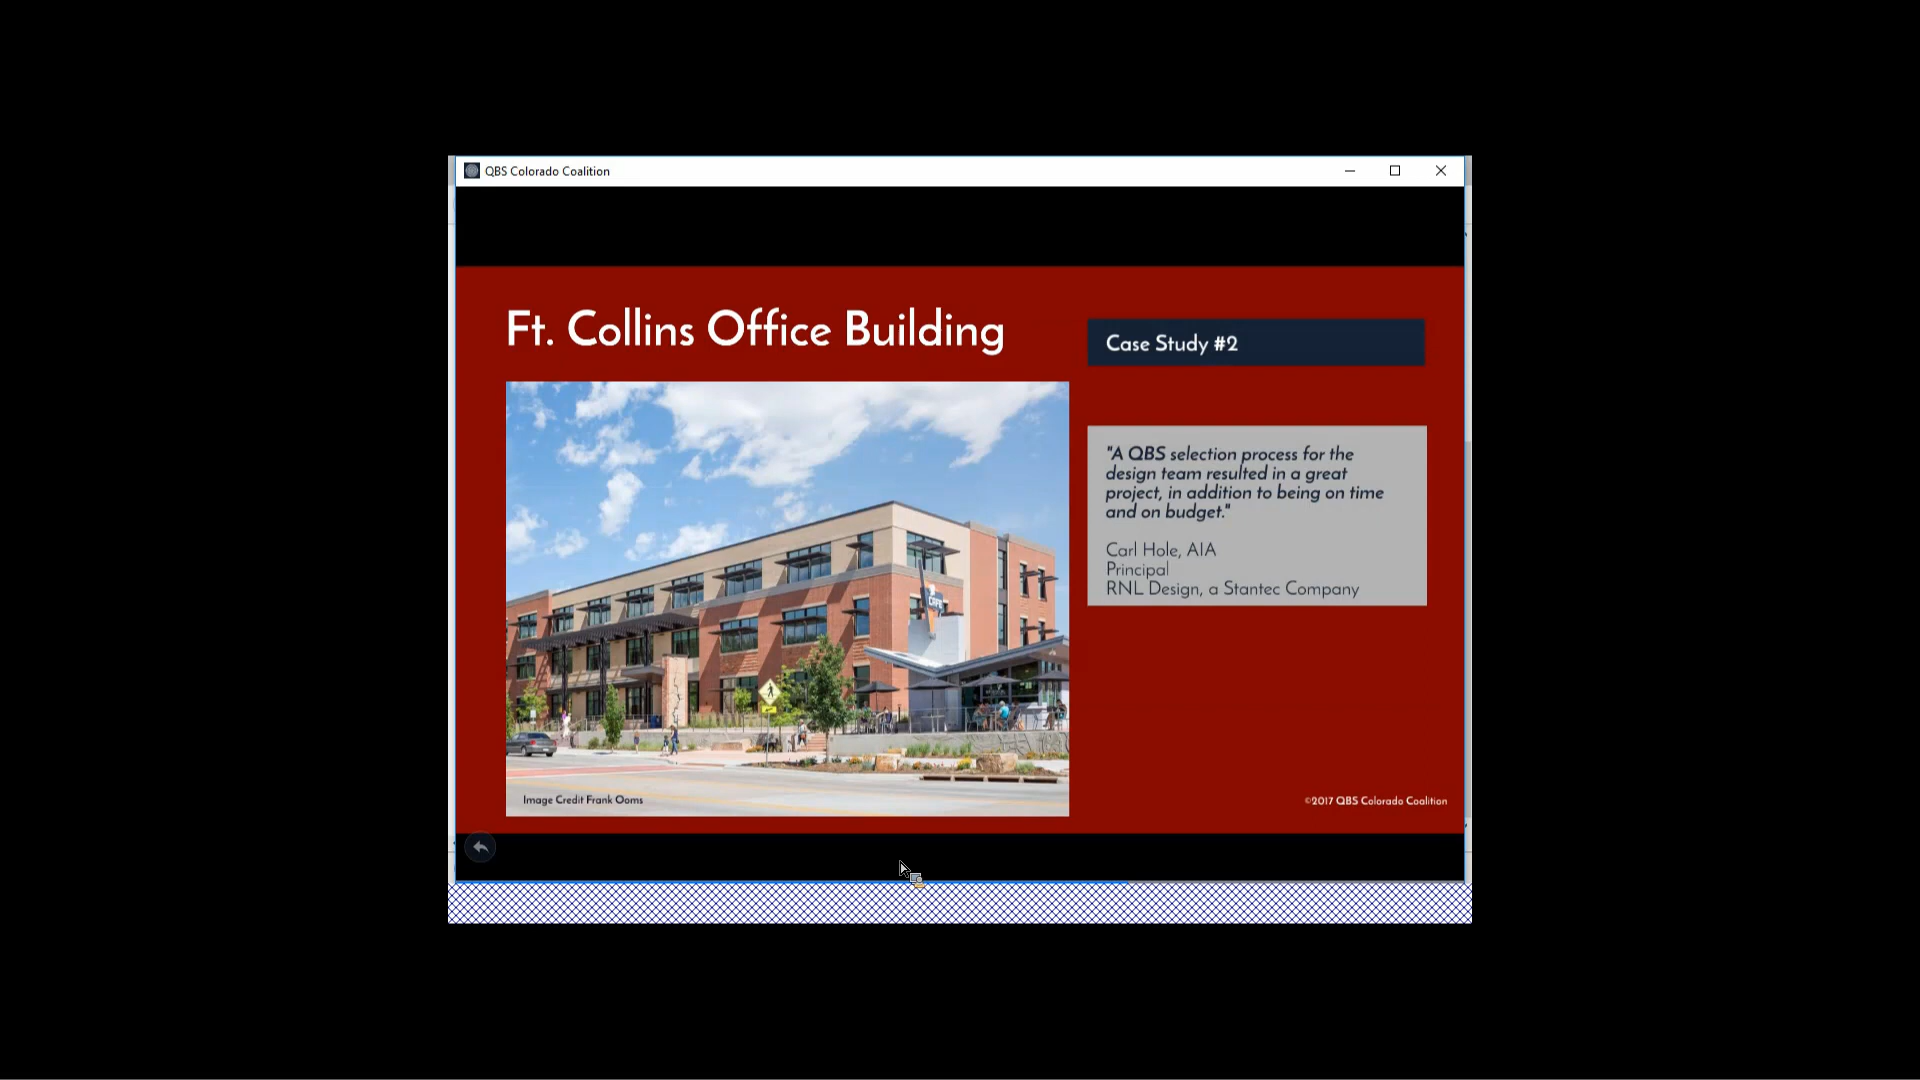 QBS Colorado Coalition
Ft. Collins Office Building
Case Study #2
"A QBS selection process for the
design team resulted in a great
project, in addition to being on time
and on budget."
Carl Hole, AIA
Principal
RNL Design, a Stantec Company
CAFE
Image Credit Frank Ooms
©2017 QBS Colorado Coalition